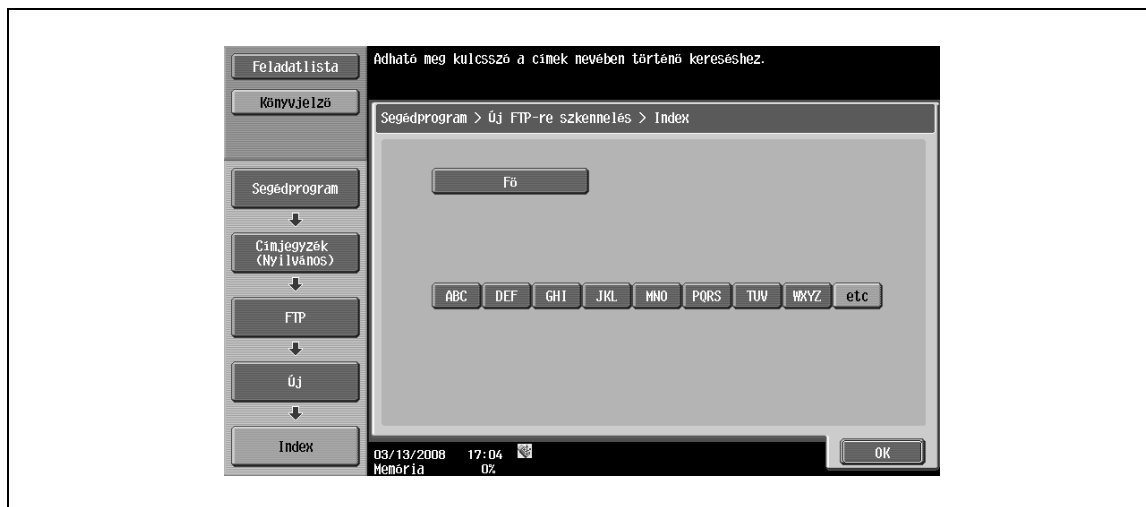 Feladatlista
Könyvjelző
Adható meg kulcsszó a címek nevében történő kereséshez.
Segédprogram > Új FTP-re szkennelés > Index
Segédprogram
Címjegyzék
(Nyilvános)
FTP
Új
Index
Fő
ABC DEF GHI JKL MNO PQRS TUV WXYZ etc
03/13/2008 17:04
Memória 0%
OK